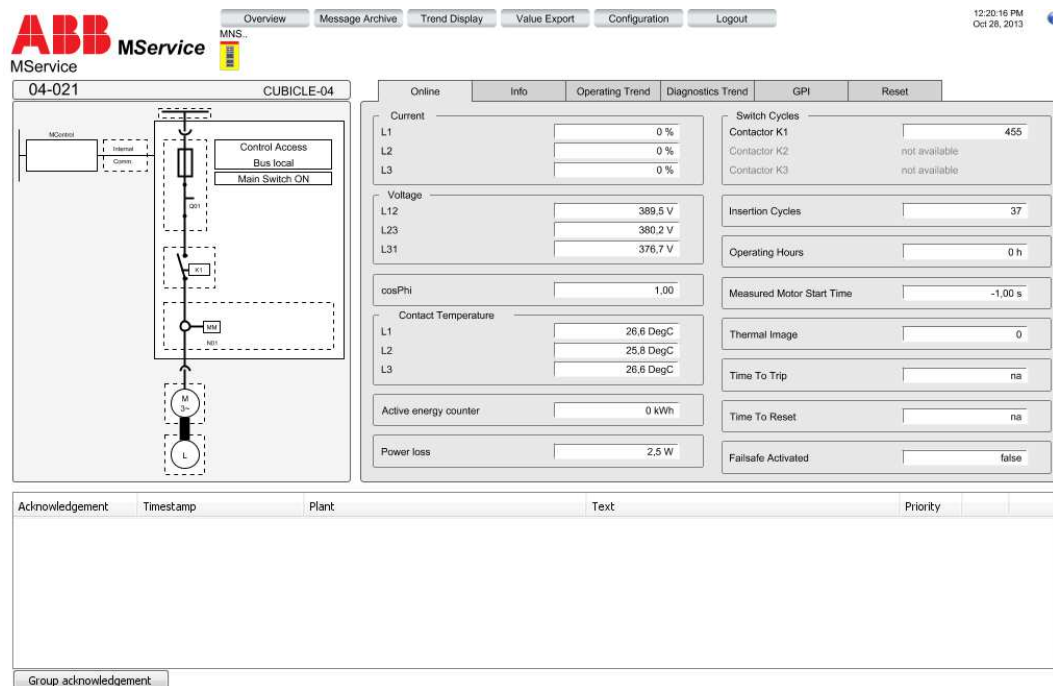 Overview Message Archive Trend Display Value Export Configuration Logout
12:20:16 PM
Oct 28, 2013
ABB MService
MNS..
MService
04-021 CUBICLE-04
Online Info Operating Trend Diagnostics Trend GPI Reset
MControl
Internal
Comm.
Control Access
Bus local
Main Switch ON
Q01
K1
MM
N01
M
3~
L
Current
L1 0 %
L2 0 %
L3 0 %
Voltage
L12 389,5 V
L23 380,2 V
L31 376,7 V
cosPhi 1,00
Contact Temperature
L1 26,6 DegC
L2 25,8 DegC
L3 26,6 DegC
Active energy counter 0 kWh
Power loss 2,5 W
Switch Cycles
Contactor K1 455
Contactor K2 not available
Contactor K3 not available
Insertion Cycles 37
Operating Hours 0 h
Measured Motor Start Time -1,00 s
Thermal Image 0
Time To Trip na
Time To Reset na
Failsafe Activated false
Acknowledgement Timestamp Plant Text Priority
Group acknowledgement